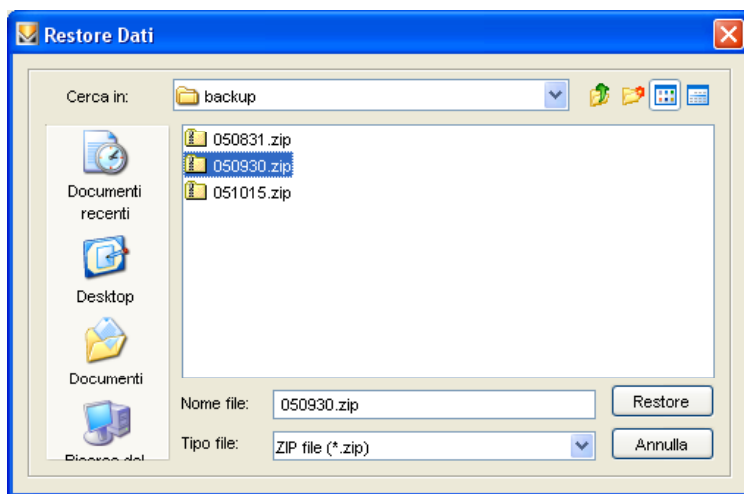 Restore Dati
Cerca in:
backup
050831.zip
050930.zip
051015.zip
Documenti
recenti
Desktop
Documenti
Nome file:
050930.zip
Restore
Tipo file:
ZIP file (*.zip)
Annulla